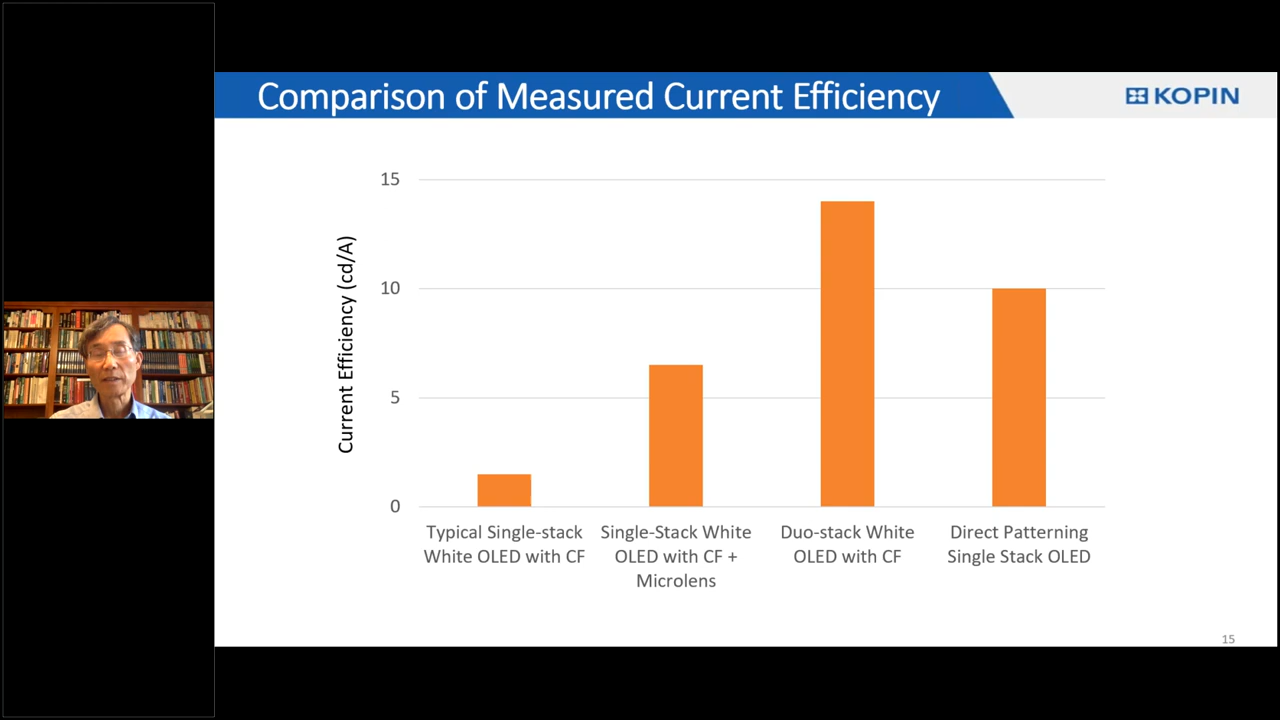 Comparison of Measured Current Efficiency
KOPIN
Current Efficiency (cd/A)
15
10
5
0
Typical Single-stack
White OLED with CF
Single-Stack White
OLED with CF +
Microlens
Duo-stack White
OLED with CF
Direct Patterning
Single Stack OLED
15